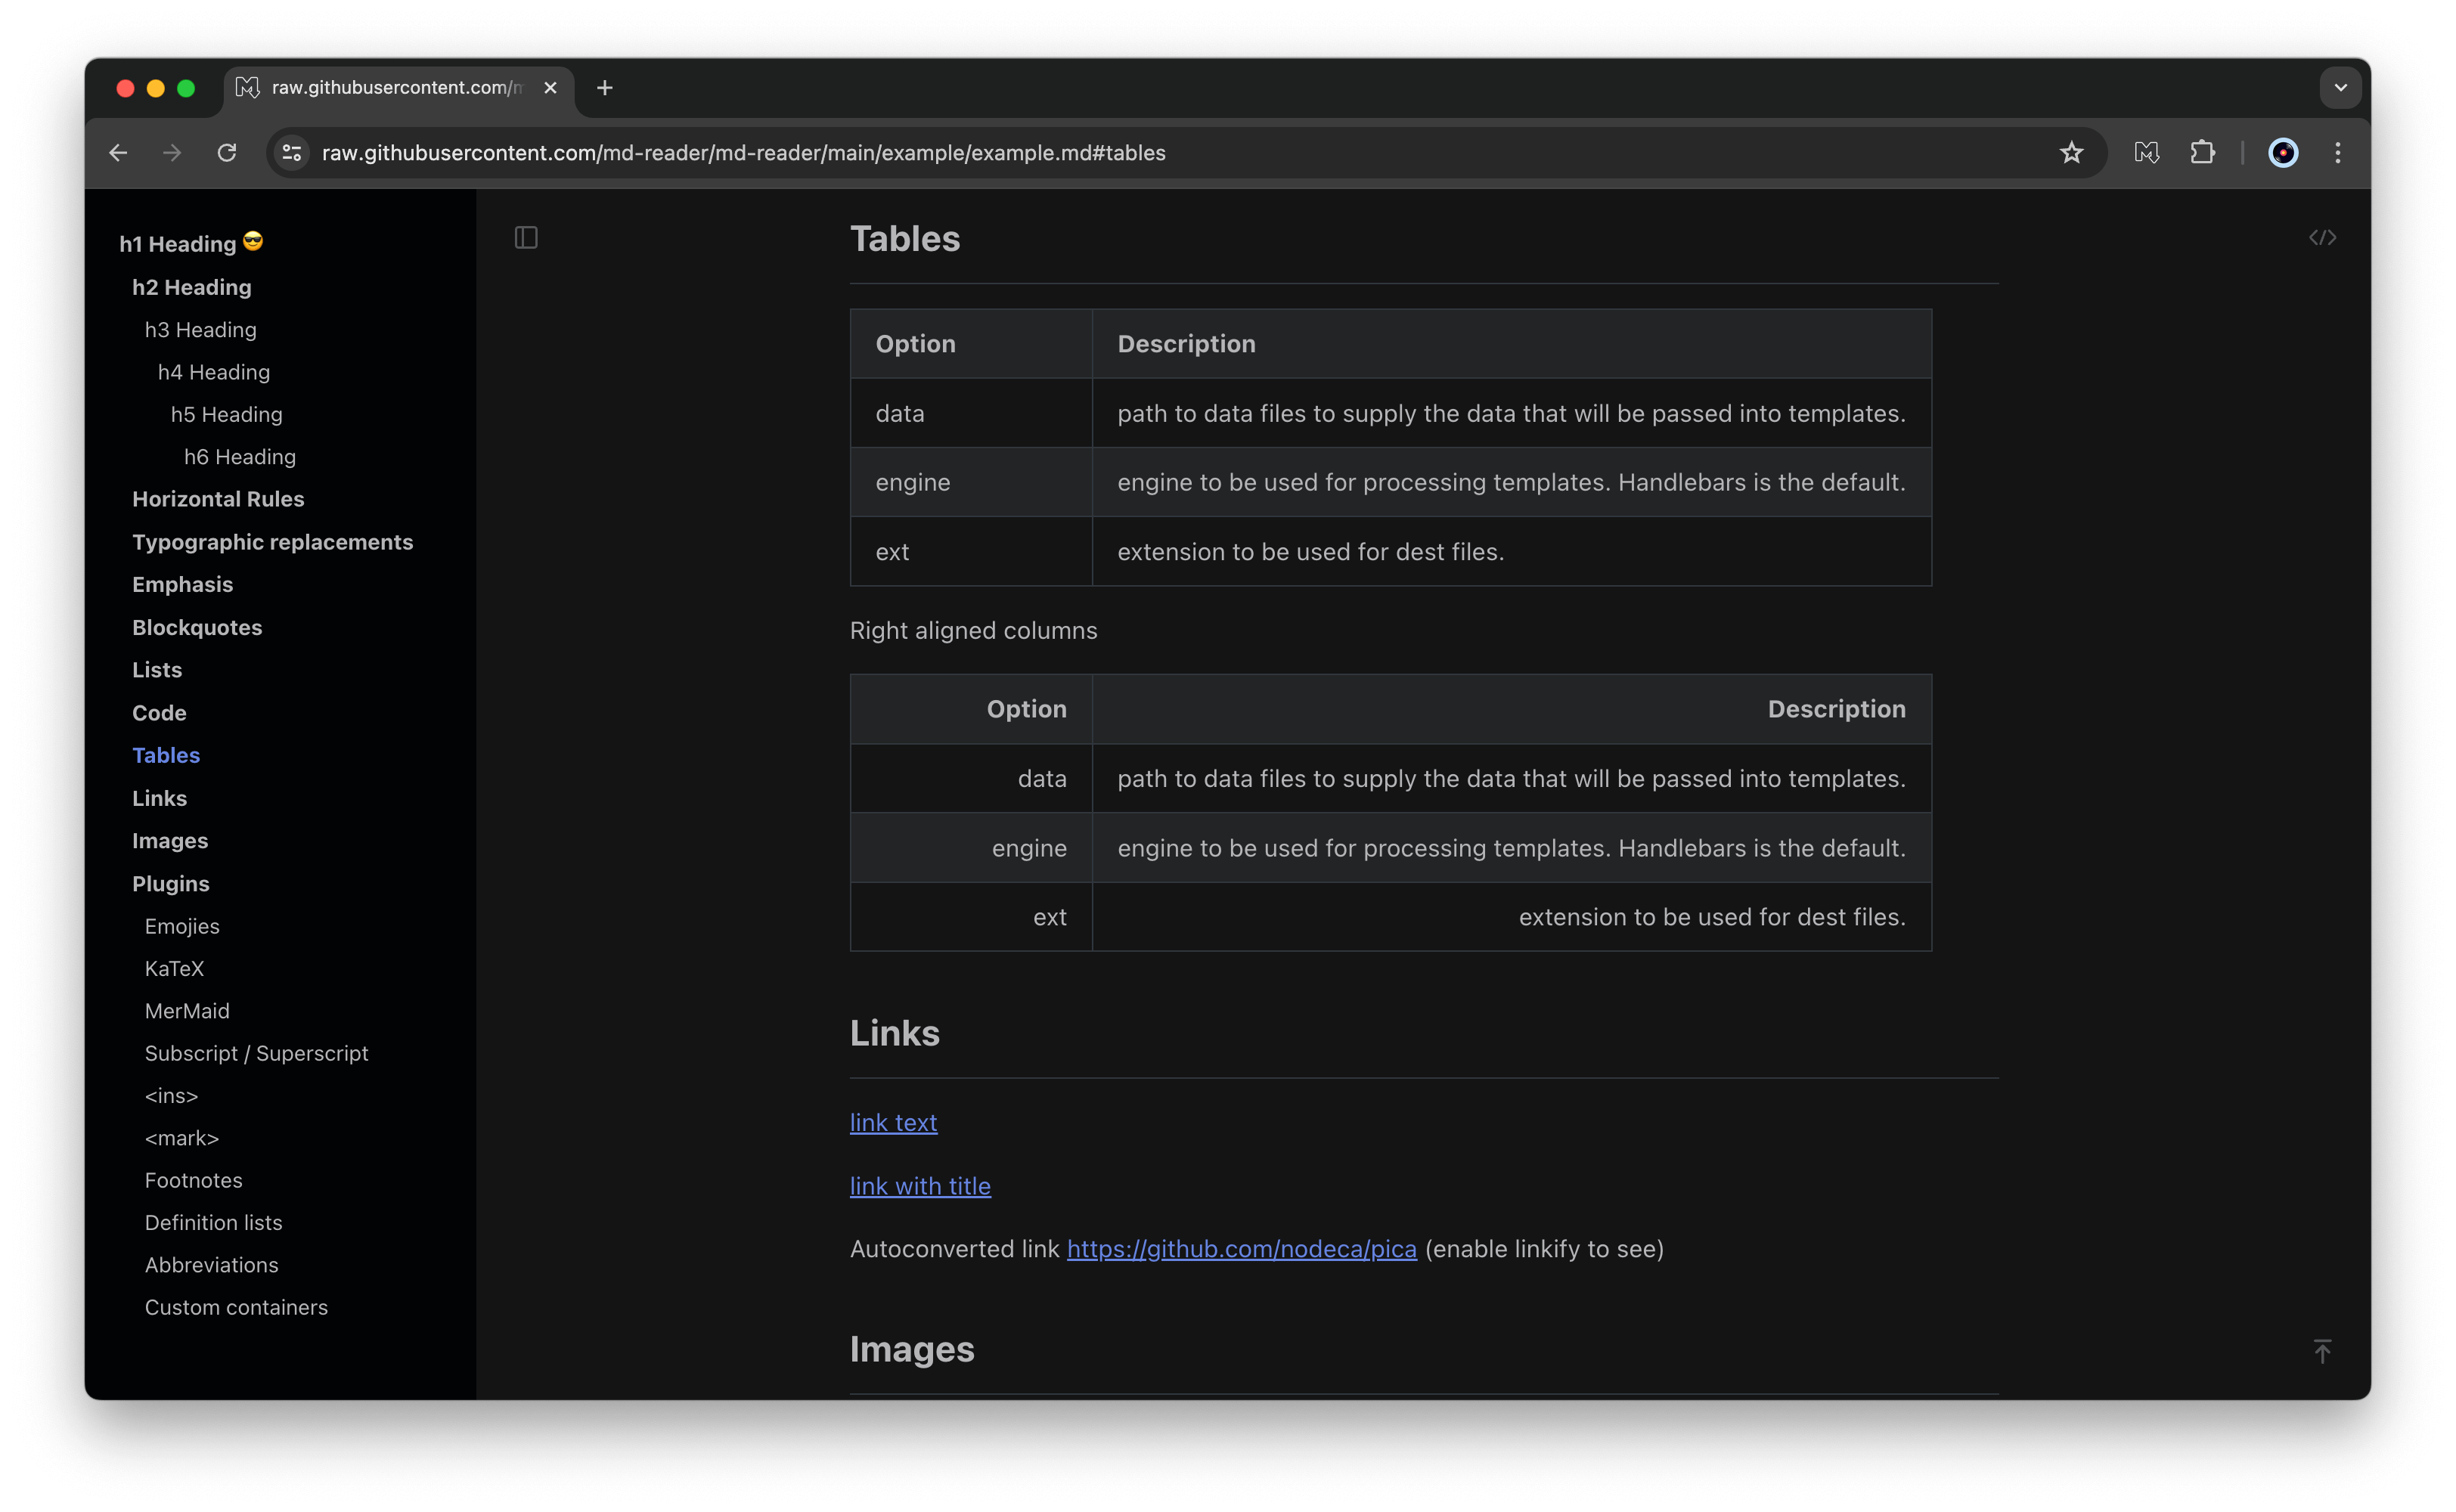 raw.githubusercontent.com/m
raw.githubusercontent.com/md-reader/md-reader/main/example/example.md#tables
h1 Heading 😎
h2 Heading
h3 Heading
h4 Heading
h5 Heading
h6 Heading
Horizontal Rules
Typographic replacements
Emphasis
Blockquotes
Lists
Code
Tables
Links
Images
Plugins
Emojies
KaTeX
MerMaid
Subscript / Superscript
<ins>
<mark>
Footnotes
Definition lists
Abbreviations
Custom containers
Tables
Option Description
data path to data files to supply the data that will be passed into templates.
engine engine to be used for processing templates. Handlebars is the default.
ext extension to be used for dest files.
Right aligned columns
Option Description
data path to data files to supply the data that will be passed into templates.
engine engine to be used for processing templates. Handlebars is the default.
ext extension to be used for dest files.
Links
link text
link with title
Autoconverted link https://github.com/nodeca/pica (enable linkify to see)
Images